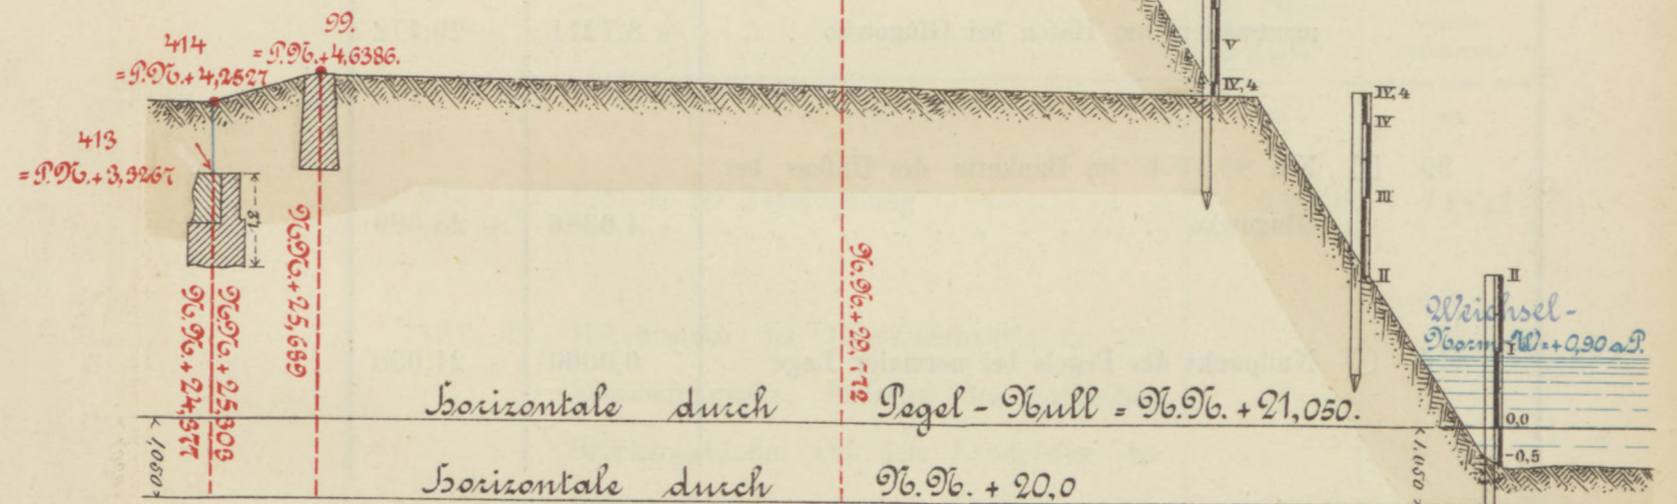 99.
= P.N. + 4,6386.
414
= P.N. + 4,2527
413
= P.N. + 3,3267
V
IV,4
IV,4
IV
III
II
II
I
Weichsel-
Norm. W = + 0,90 a.P.
N.N. + 24,377
N.N. + 25,303
N.N. + 25,689
N.N. + 29,772
Horizontale durch Pegel - Null = N.N. + 21,050.
0,0
-0,5
< 1,050 >
< 1,050 >
Horizontale durch N.N. + 20,0